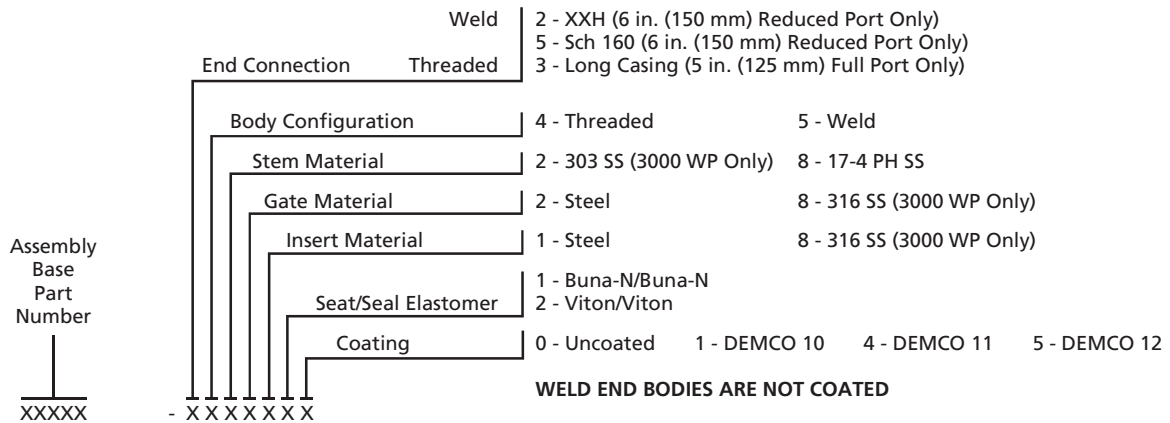 Weld 2 - XXH (6 in. (150 mm) Reduced Port Only)
5 - Sch 160 (6 in. (150 mm) Reduced Port Only)
End Connection Threaded 3 - Long Casing (5 in. (125 mm) Full Port Only)
Body Configuration 4 - Threaded 5 - Weld
Stem Material 2 - 303 SS (3000 WP Only) 8 - 17-4 PH SS
Gate Material 2 - Steel 8 - 316 SS (3000 WP Only)
Insert Material 1 - Steel 8 - 316 SS (3000 WP Only)
Assembly
Base
Part
Number
1 - Buna-N/Buna-N
Seat/Seal Elastomer 2 - Viton/Viton
Coating 0 - Uncoated 1 - DEMCO 10 4 - DEMCO 11 5 - DEMCO 12
WELD END BODIES ARE NOT COATED
XXXXX - X X X X X X X